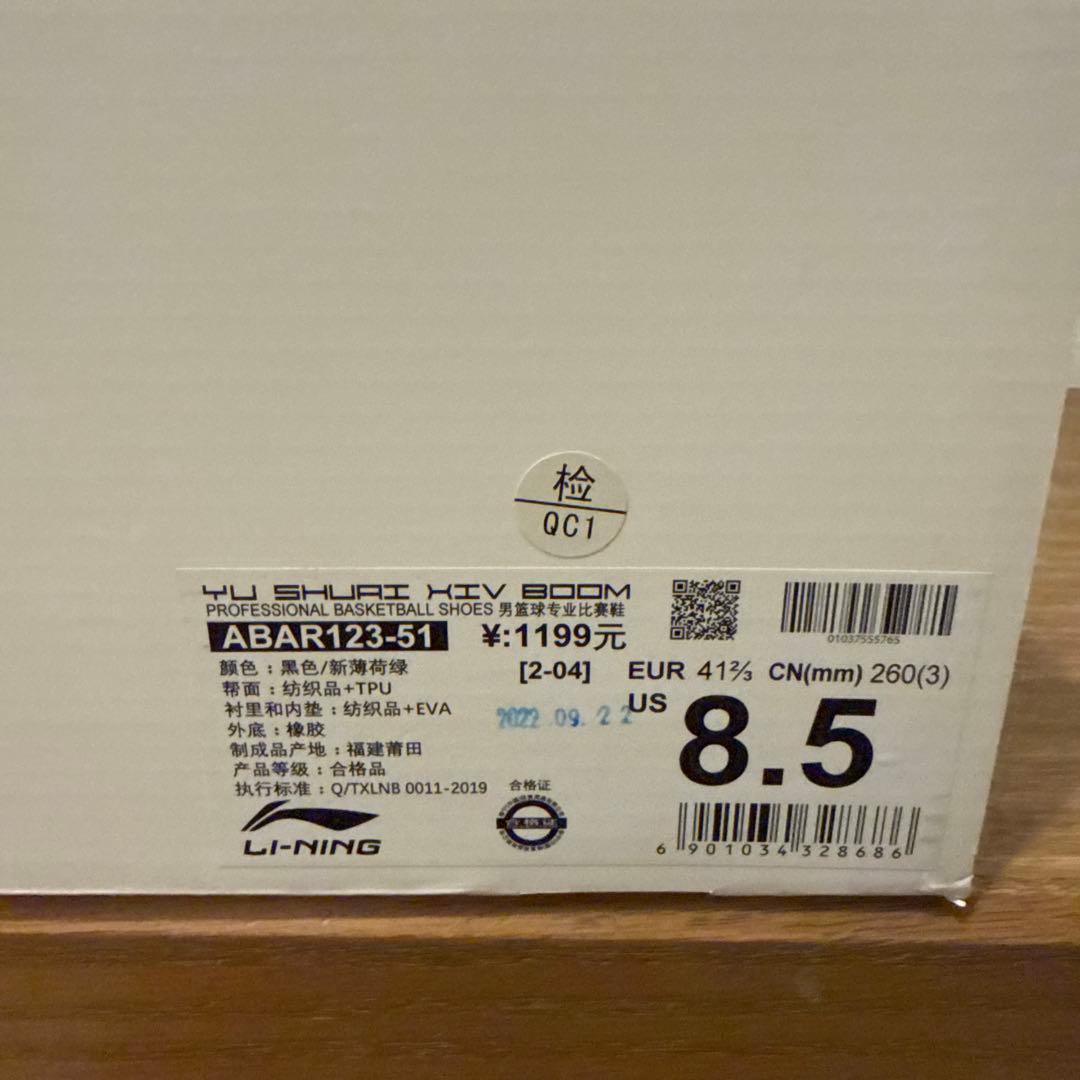 检
QC1
YU SHUAI XIV BOOM
PROFESSIONAL BASKETBALL SHOES 男篮球专业比赛鞋
ABAR123-51 ¥:1199元
01037555765
颜色：黑色/新薄荷绿 [2-04] EUR 41⅔ CN(mm) 260(3)
帮面：纺织品+TPU
衬里和内垫：纺织品+EVA 2022.09.22 US 8.5
外底：橡胶
制成品产地：福建莆田
产品等级：合格品
执行标准：Q/TXLNB 0011-2019 合格证
合格证
LI-NING 6 901034 328686